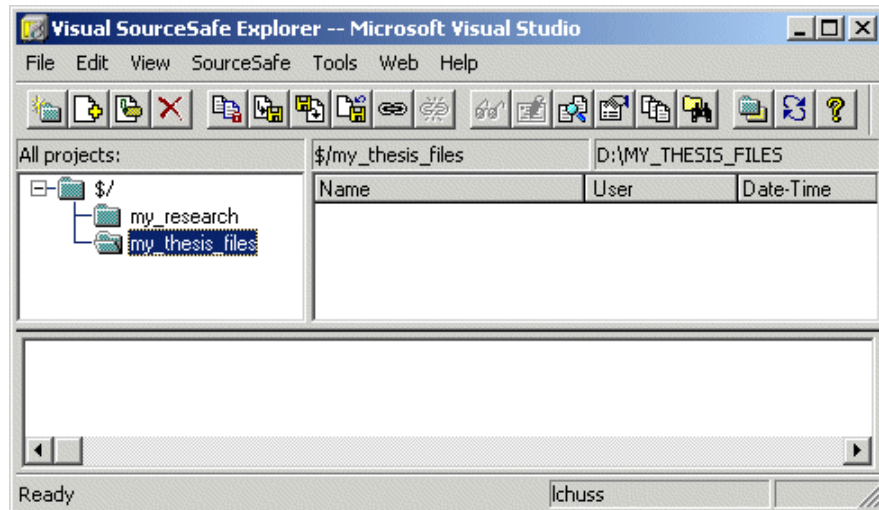 Visual SourceSafe Explorer -- Microsoft Visual Studio
File Edit View SourceSafe Tools Web Help
All projects: $/my_thesis_files D:\MY_THESIS_FILES
$/ Name User Date-Time
my_research
my_thesis_files
Ready lchuss